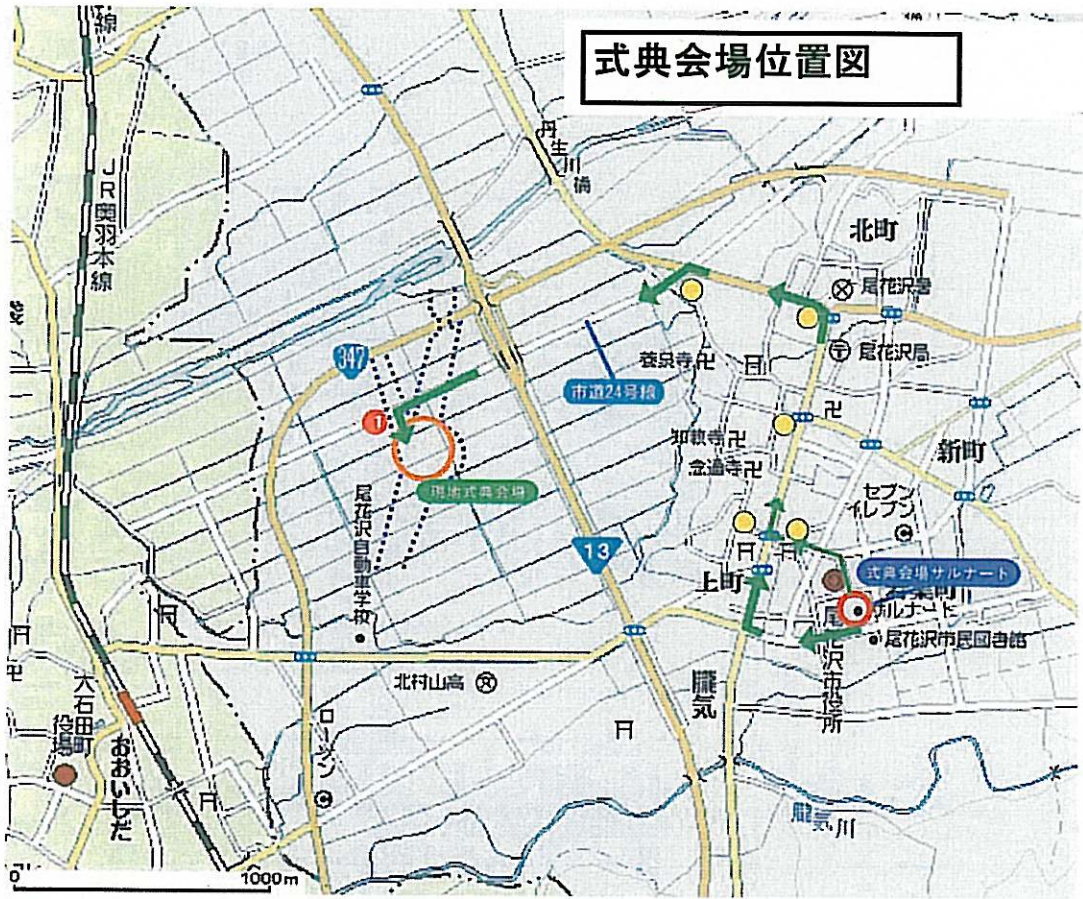 式典会場位置図
丹生川橋
JR奥羽本線
北町
尾花沢署
尾花沢局
養泉寺
347
市道24号線
1
知教寺
念通寺
新町
現地式典会場
セブン
イレブン
尾花沢自動車学校
13
式典会場サルナート
上町
サルナート
尾花沢市民図書館
尾花沢市役所
北村山高
朧気
大石田町
役場
おおいしだ
ローソン
朧気川
0
1000m